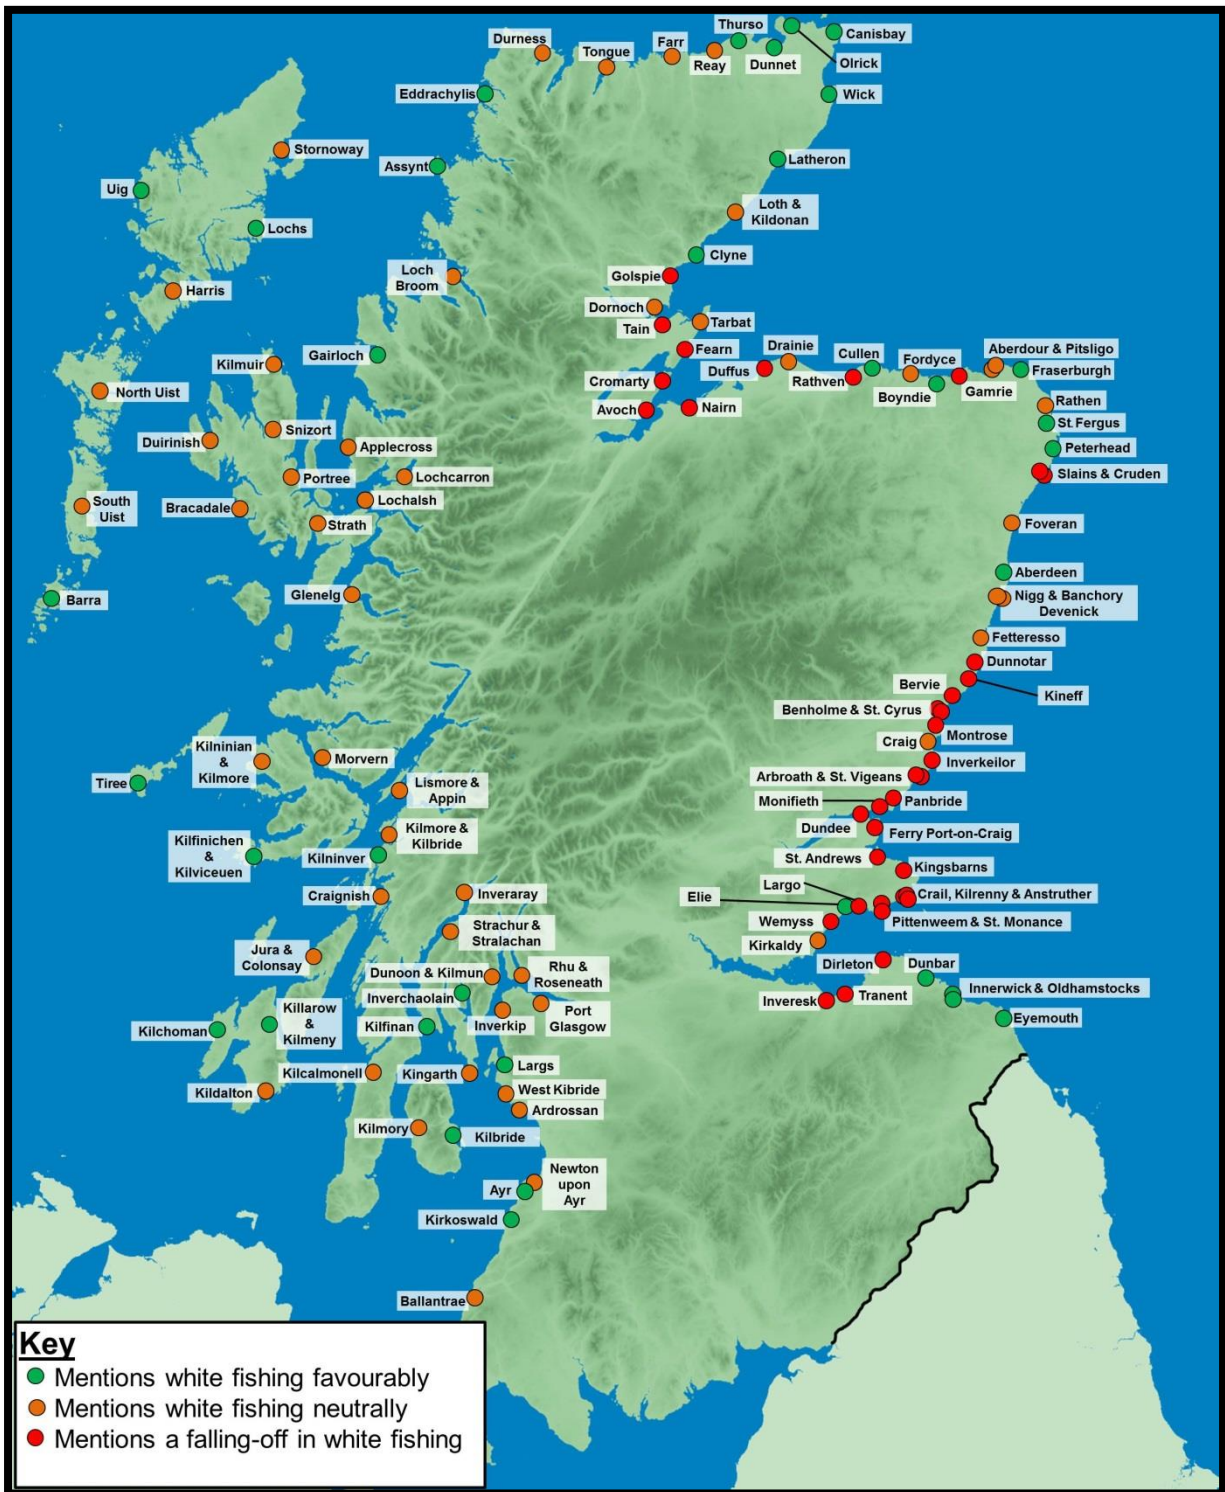 Thurso
Canisbay
Durness
Tongue
Farr
Reay
Dunnet
Olrick
Eddrachylis
Wick
Stornoway
Assynt
Latheron
Uig
Lochs
Loth &
Kildonan
Clyne
Loch
Broom
Golspie
Harris
Dornoch
Tain
Tarbat
Kilmuir
Gairloch
Fearn
Drainie
Cullen
Fordyce
Aberdour & Pitsligo
Duffus
Rathven
Fraserburgh
Cromarty
Boyndie
Gamrie
North Uist
Avoch
Nairn
Rathen
St. Fergus
Snizort
Duirinish
Applecross
Peterhead
Portree
Lochcarron
Slains & Cruden
South
Uist
Bracadale
Lochalsh
Strath
Foveran
Aberdeen
Barra
Glenelg
Nigg & Banchory
Devenick
Fetteresso
Dunnotar
Bervie
Kineff
Benholme & St. Cyrus
Montrose
Craig
Kilninian
&
Kilmore
Morvern
Inverkeilor
Tiree
Arbroath & St. Vigeans
Lismore &
Appin
Monifieth
Panbride
Dundee
Ferry Port-on-Craig
Kilmore &
Kilbride
Kilfinichen
&
Kilviceuen
Kilninver
St. Andrews
Kingsbarns
Largo
Craignish
Inveraray
Elie
Crail, Kilrenny & Anstruther
Wemyss
Pittenweem & St. Monance
Strachur &
Stralachan
Kirkaldy
Jura &
Colonsay
Dirleton
Dunoon & Kilmun
Rhu &
Roseneath
Dunbar
Inverchaolain
Innerwick & Oldhamstocks
Inveresk
Tranent
Killarow
&
Kilmeny
Kilchoman
Kilfinan
Inverkip
Port
Glasgow
Eyemouth
Largs
Kilcalmonell
Kingarth
Kildalton
West Kibride
Ardrossan
Kilmory
Kilbride
Newton
upon
Ayr
Ayr
Kirkoswald
Ballantrae
Key
Mentions white fishing favourably
Mentions white fishing neutrally
Mentions a falling-off in white fishing